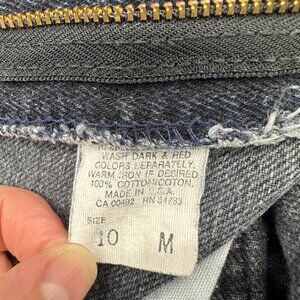 WASH DARK & RED
COLORS SEPARATELY.
WARM IRON IF DESIRED
100% COTTON/COTON.
MADE IN U.S.A.
CA 00492 RN 34783
SIZE
10 M